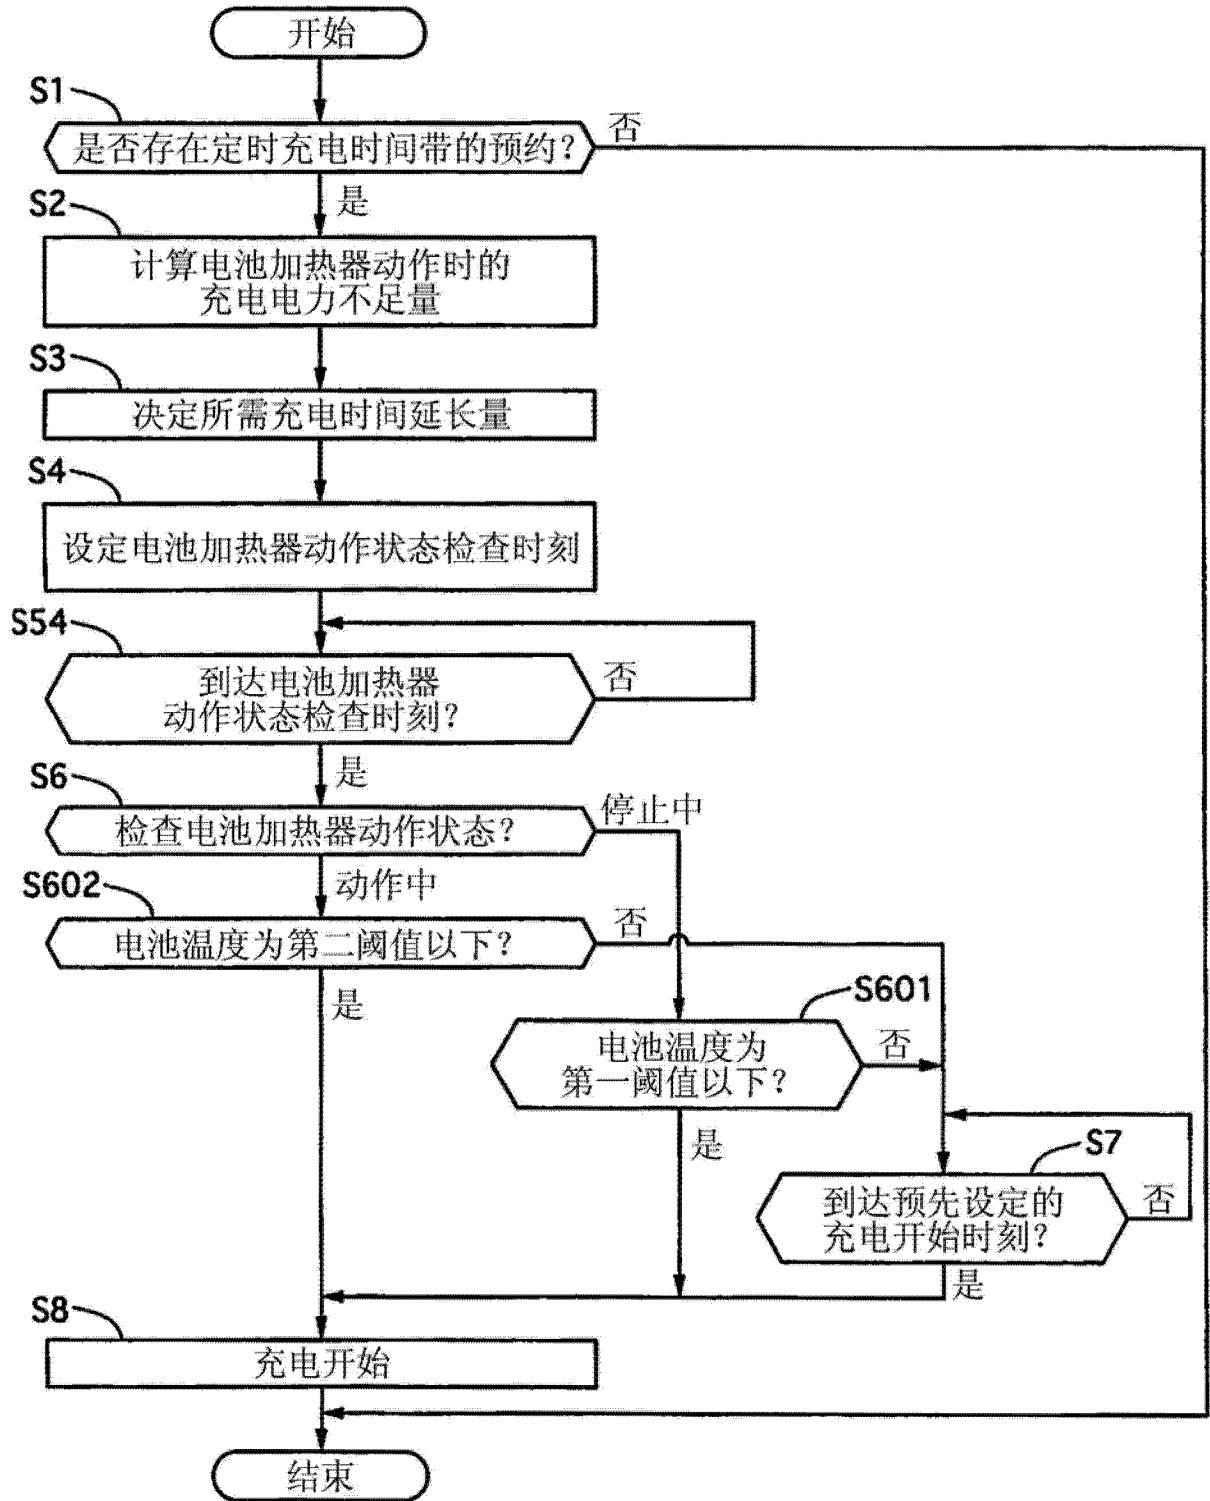 开始
S1
是否存在定时充电时间带的预约？
否
是
S2
计算电池加热器动作时的
充电电力不足量
S3
决定所需充电时间延长量
S4
设定电池加热器动作状态检查时刻
S54
到达电池加热器
动作状态检查时刻？
否
是
S6
检查电池加热器动作状态？
停止中
动作中
S602
电池温度为第二阈值以下？
否
是
S601
电池温度为
第一阈值以下？
否
是
S7
到达预先设定的
充电开始时刻？
否
是
S8
充电开始
结束